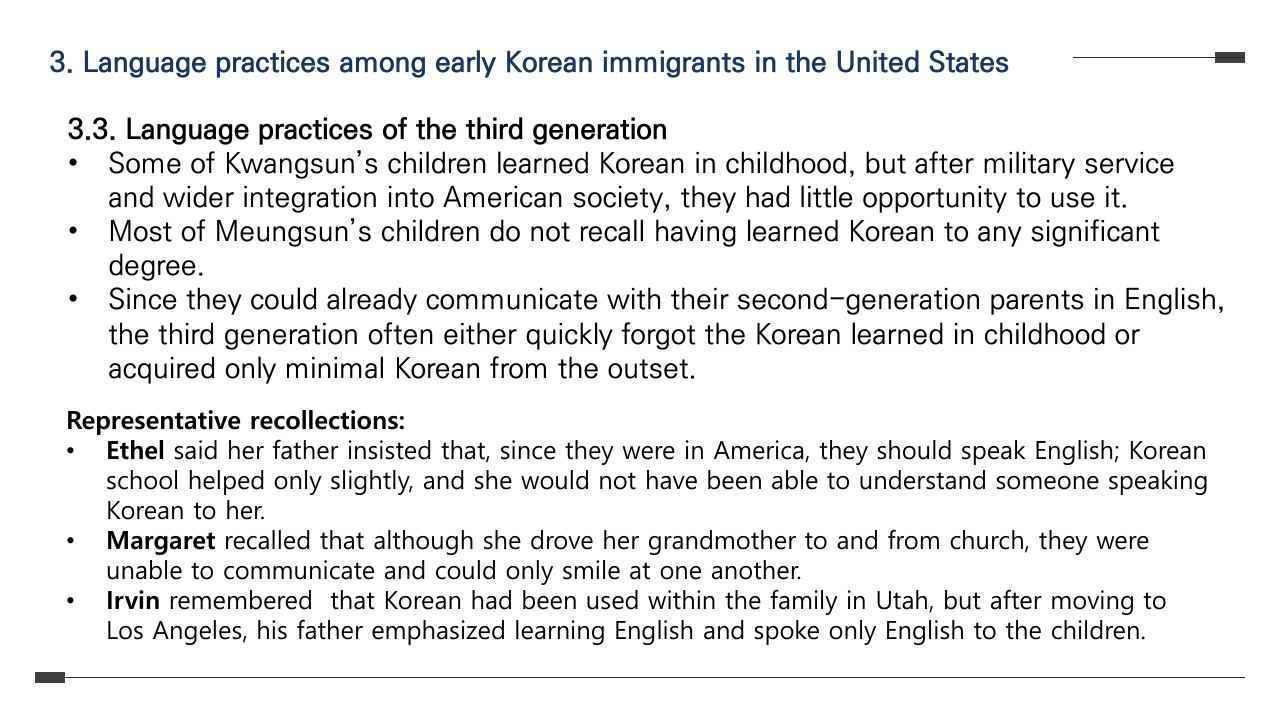 3. Language practices among early Korean immigrants in the United States
3.3. Language practices of the third generation
• Some of Kwangsun’s children learned Korean in childhood, but after military service
and wider integration into American society, they had little opportunity to use it.
• Most of Meungsun’s children do not recall having learned Korean to any significant
degree.
• Since they could already communicate with their second-generation parents in English,
the third generation often either quickly forgot the Korean learned in childhood or
acquired only minimal Korean from the outset.
Representative recollections:
• Ethel said her father insisted that, since they were in America, they should speak English; Korean
school helped only slightly, and she would not have been able to understand someone speaking
Korean to her.
• Margaret recalled that although she drove her grandmother to and from church, they were
unable to communicate and could only smile at one another.
• Irvin remembered  that Korean had been used within the family in Utah, but after moving to
Los Angeles, his father emphasized learning English and spoke only English to the children.